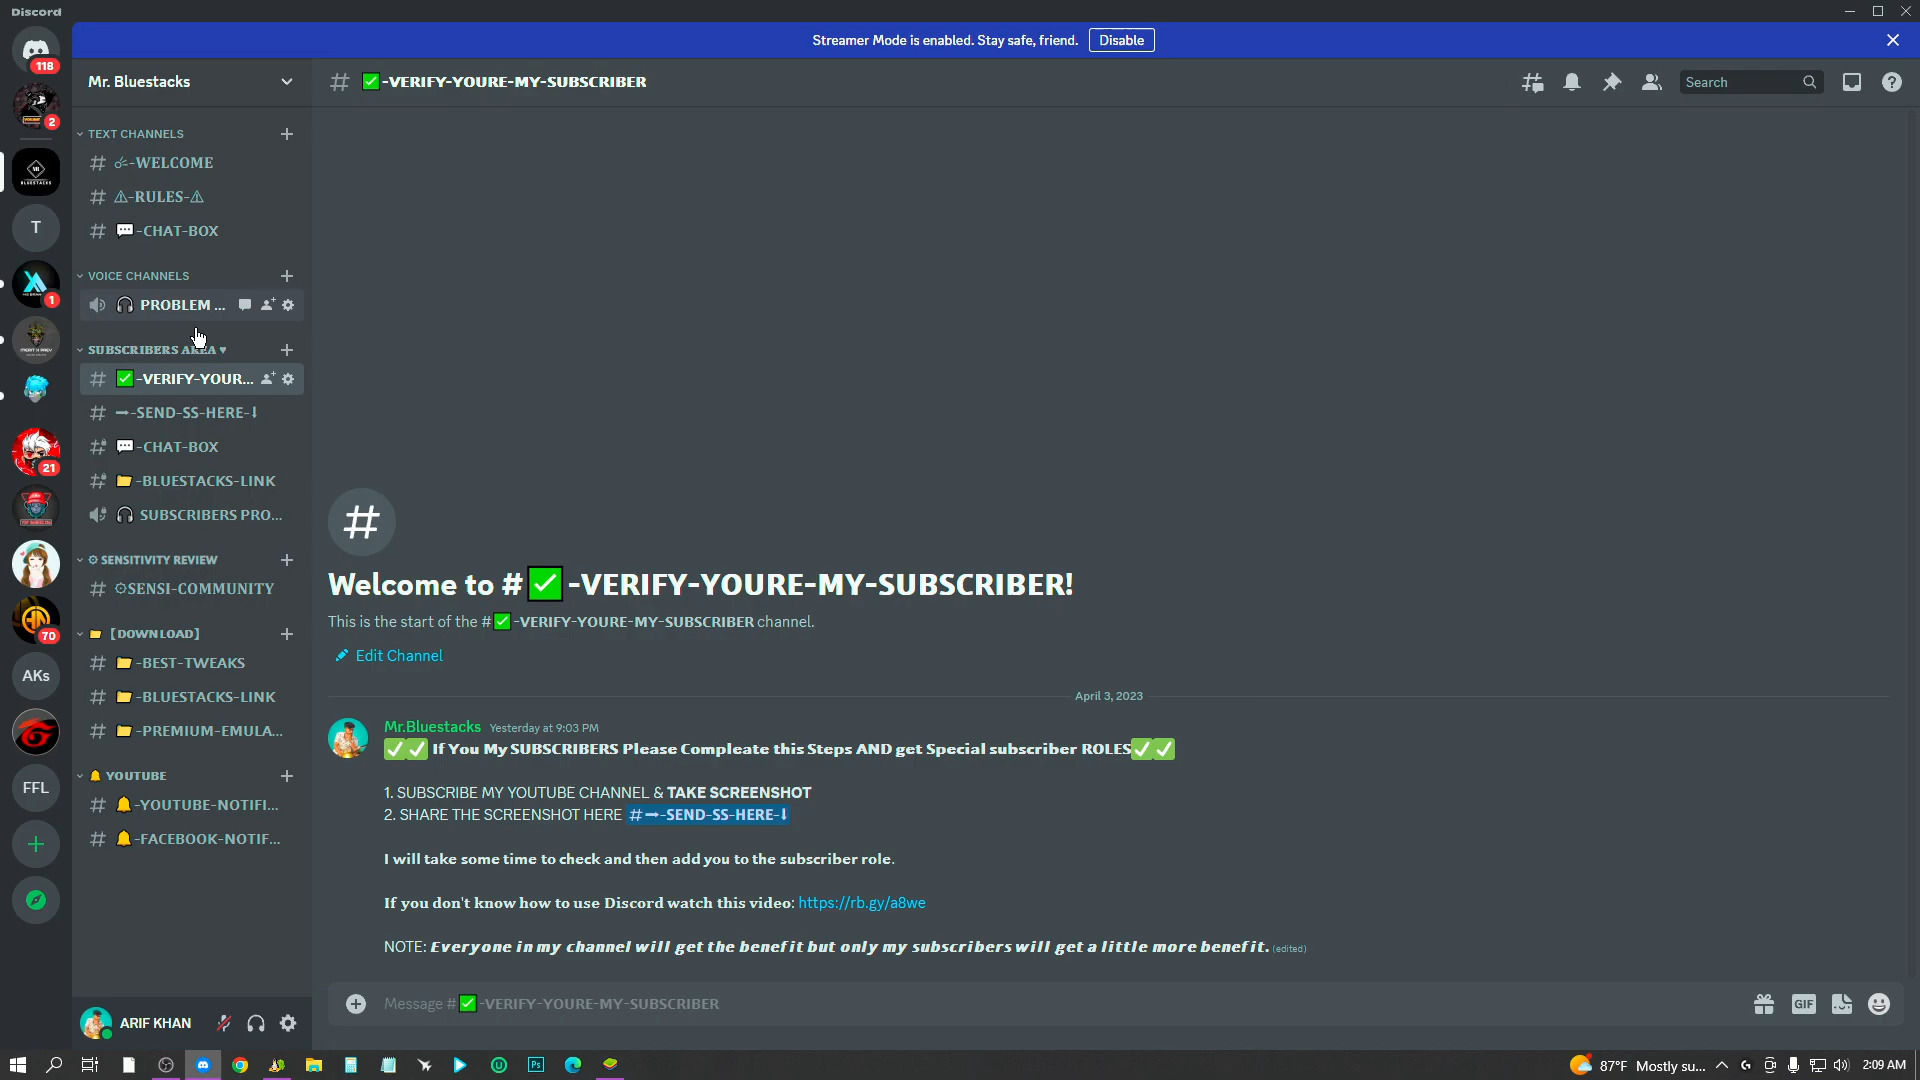 Discord
Streamer Mode is enabled. Stay safe, friend. Disable
118
2
1
21
70
T
AKs
FFL
Mr. Bluestacks
TEXT CHANNELS
-WELCOME
⚠-RULES-⚠
💬-CHAT-BOX
VOICE CHANNELS
🎧 PROBLEM ...
SUBSCRIBERS AREA ▾
✅-VERIFY-YOUR...
➞-SEND-SS-HERE-⬇
💬-CHAT-BOX
📁-BLUESTACKS-LINK
🎧 SUBSCRIBERS PRO...
⚙ SENSITIVITY REVIEW
⚙SENSI-COMMUNITY
📁 [DOWNLOAD]
📁-BEST-TWEAKS
📁-BLUESTACKS-LINK
📁-PREMIUM-EMULA...
🔔 YOUTUBE
🔔-YOUTUBE-NOTIFI...
🔔-FACEBOOK-NOTIF...
ARIF KHAN
# ✅-VERIFY-YOURE-MY-SUBSCRIBER
Search
Welcome to #✅-VERIFY-YOURE-MY-SUBSCRIBER!
This is the start of the #✅-VERIFY-YOURE-MY-SUBSCRIBER channel.
Edit Channel
April 3, 2023
Mr.Bluestacks Yesterday at 9:03 PM
✅✅ If You My SUBSCRIBERS Please Compleate this Steps AND get Special subscriber ROLES✅✅
1. SUBSCRIBE MY YOUTUBE CHANNEL & TAKE SCREENSHOT
2. SHARE THE SCREENSHOT HERE #➞-SEND-SS-HERE-⬇
I will take some time to check and then add you to the subscriber role.
If you don't know how to use Discord watch this video: https://rb.gy/a8we
NOTE: Everyone in my channel will get the benefit but only my subscribers will get a little more benefit. (edited)
Message #✅-VERIFY-YOURE-MY-SUBSCRIBER
GIF
Ps
87°F Mostly su...
2:09 AM